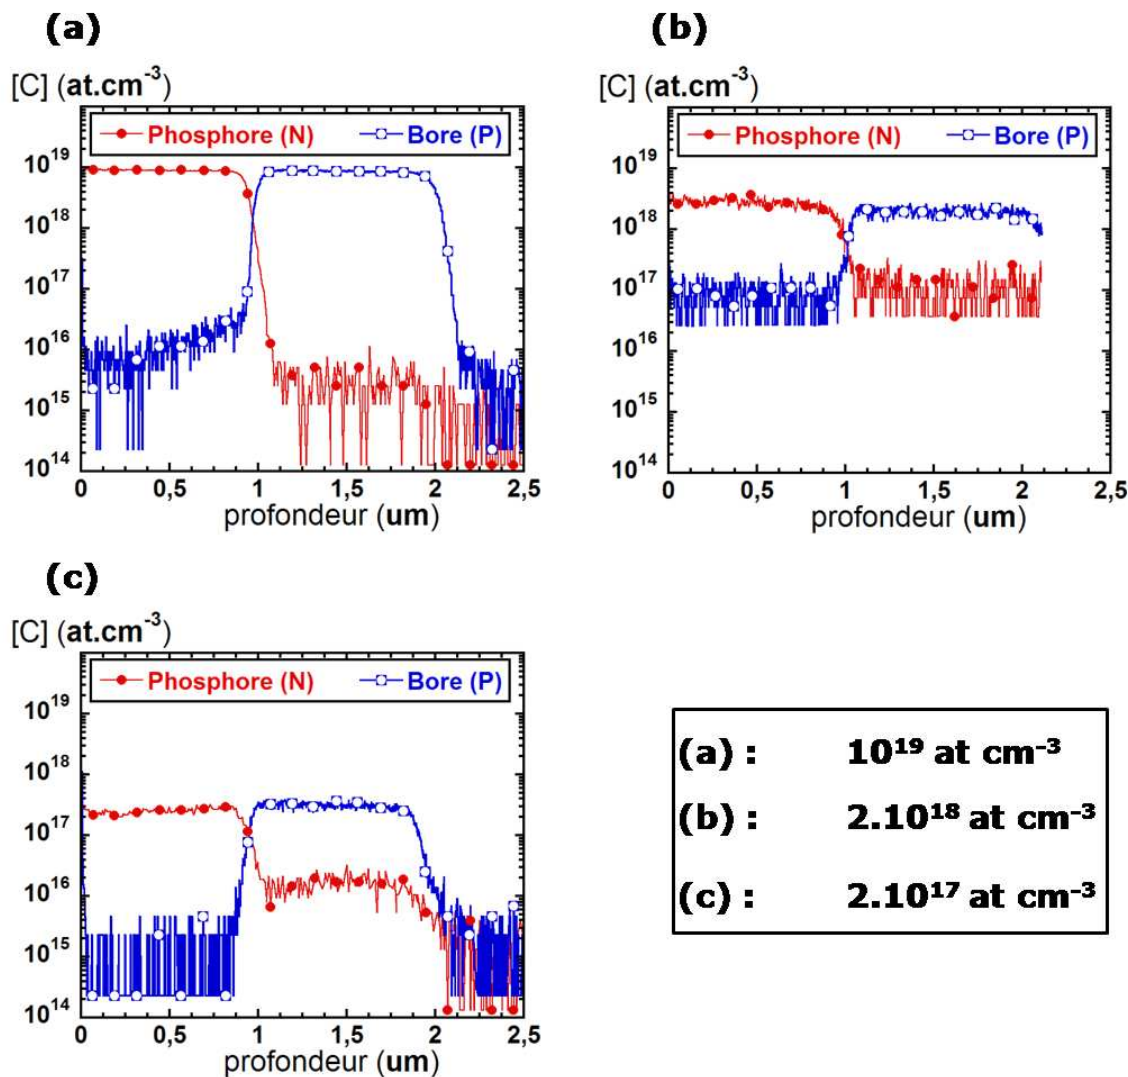 (a)
[C] (at.cm-3)
Phosphore (N) Bore (P)
10^19
10^18
10^17
10^16
10^15
10^14
0 0,5 1 1,5 2 2,5
profondeur (um)
(b)
[C] (at.cm-3)
Phosphore (N) Bore (P)
10^19
10^18
10^17
10^16
10^15
10^14
0 0,5 1 1,5 2 2,5
profondeur (um)
(c)
[C] (at.cm-3)
Phosphore (N) Bore (P)
10^19
10^18
10^17
10^16
10^15
10^14
0 0,5 1 1,5 2 2,5
profondeur (um)
(a) : 10^19 at cm-3
(b) : 2.10^18 at cm-3
(c) : 2.10^17 at cm-3